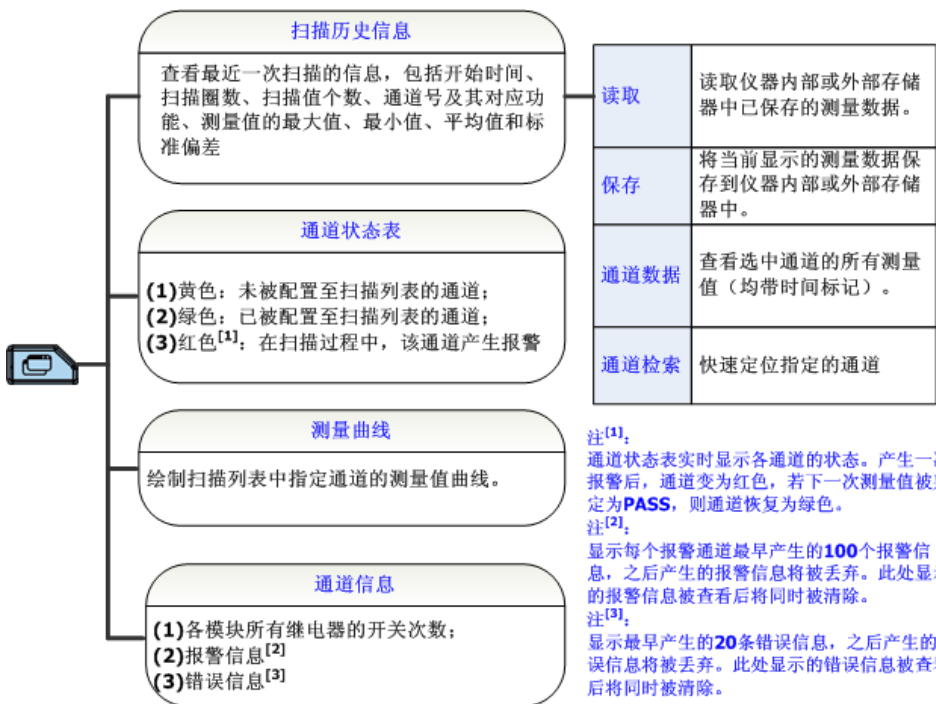 扫描历史信息
查看最近一次扫描的信息，包括开始时间、
扫描圈数、扫描值个数、通道号及其对应功
能、测量值的最大值、最小值、平均值和标
准偏差
读取
读取仪器内部或外部存储
器中已保存的测量数据。
保存
将当前显示的测量数据保
存到仪器内部或外部存储
器中。
通道数据
查看选中通道的所有测量
值（均带时间标记）。
通道检索
快速定位指定的通道
通道状态表
(1)黄色：未被配置至扫描列表的通道；
(2)绿色：已被配置至扫描列表的通道；
(3)红色[1]：在扫描过程中，该通道产生报警
测量曲线
绘制扫描列表中指定通道的测量值曲线。
通道信息
(1)各模块所有继电器的开关次数；
(2)报警信息[2]
(3)错误信息[3]
注[1]：
通道状态表实时显示各通道的状态。产生一
报警后，通道变为红色，若下一次测量值被
定为PASS，则通道恢复为绿色。
注[2]：
显示每个报警通道最早产生的100个报警信
息，之后产生的报警信息将被丢弃。此处显
的报警信息被查看后将同时被清除。
注[3]：
显示最早产生的20条错误信息，之后产生的
误信息将被丢弃。此处显示的错误信息被查
后将同时被清除。